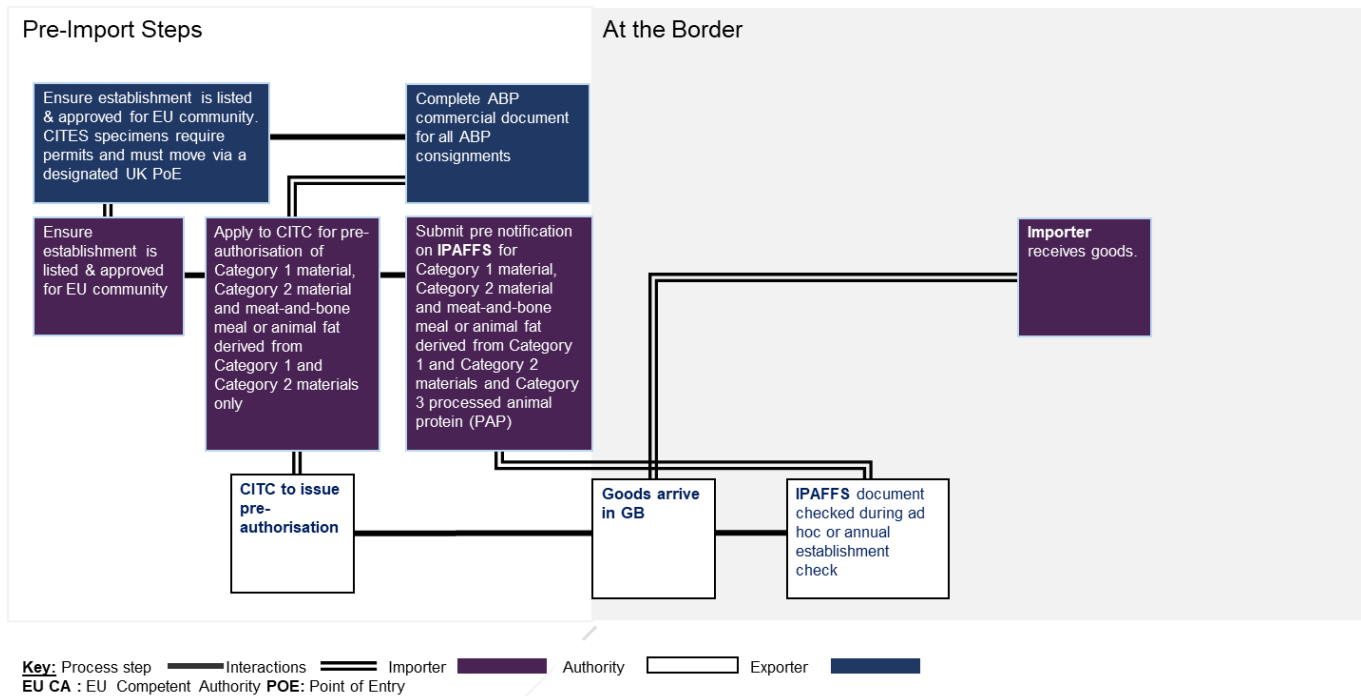 Pre-Import Steps
At the Border
Ensure establishment is listed
& approved for EU community.
CITES specimens require
permits and must move via a
designated UK PoE
Complete ABP
commercial document
for all ABP
consignments
Ensure
establishment is
listed & approved
for EU community
Apply to CITC for pre-
authorisation of
Category 1 material,
Category 2 material
and meat-and-bone
meal or animal fat
derived from
Category 1 and
Category 2 materials
only
Submit pre notification
on IPAFFS for
Category 1 material,
Category 2 material
and meat-and-bone
meal or animal fat
derived from Category
1 and Category 2
materials and Category
3 processed animal
protein (PAP)
Importer
receives goods.
CITC to issue
pre-
authorisation
Goods arrive
in GB
IPAFFS document
checked during ad
hoc or annual
establishment
check
Key: Process step Interactions Importer Authority Exporter
EU CA : EU Competent Authority POE: Point of Entry